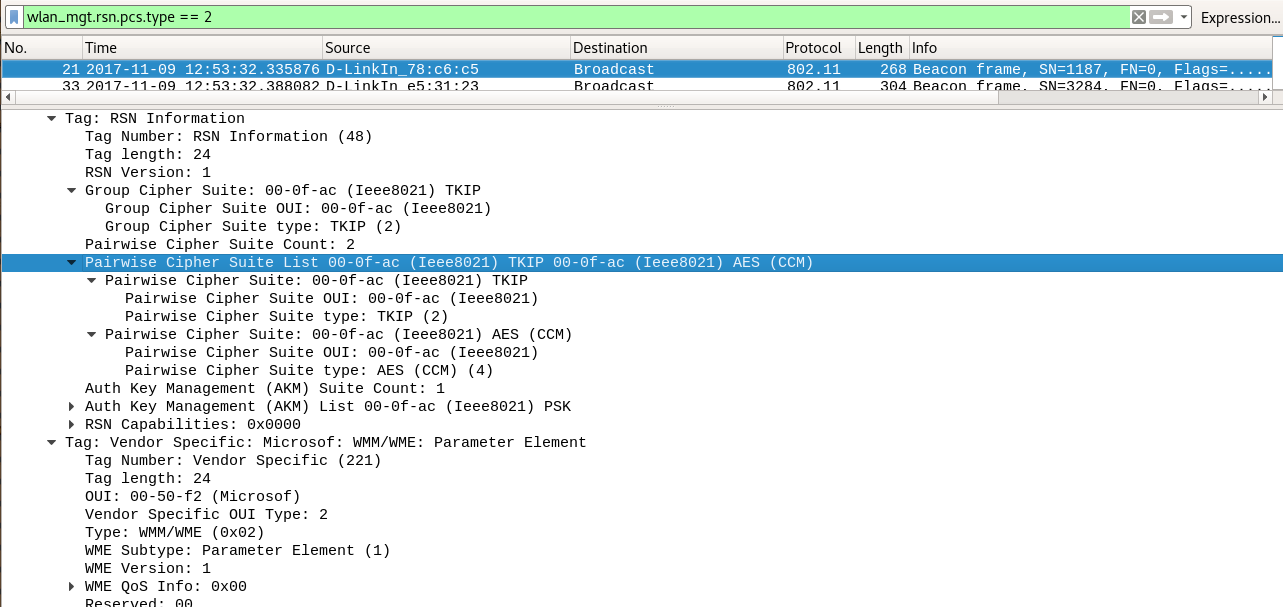 wlan_mgt.rsn.pcs.type == 2 Expression...
No. Time Source Destination Protocol Length Info
21 2017-11-09 12:53:32.335876 D-LinkIn_78:c6:c5 Broadcast 802.11 268 Beacon frame, SN=1187, FN=0, Flags=.....
33 2017-11-09 12:53:32.388082 D-LinkIn_e5:31:23 Broadcast 802.11 304 Beacon frame, SN=3284, FN=0, Flags=.....
Tag: RSN Information
Tag Number: RSN Information (48)
Tag length: 24
RSN Version: 1
Group Cipher Suite: 00-0f-ac (Ieee8021) TKIP
Group Cipher Suite OUI: 00-0f-ac (Ieee8021)
Group Cipher Suite type: TKIP (2)
Pairwise Cipher Suite Count: 2
Pairwise Cipher Suite List 00-0f-ac (Ieee8021) TKIP 00-0f-ac (Ieee8021) AES (CCM)
Pairwise Cipher Suite: 00-0f-ac (Ieee8021) TKIP
Pairwise Cipher Suite OUI: 00-0f-ac (Ieee8021)
Pairwise Cipher Suite type: TKIP (2)
Pairwise Cipher Suite: 00-0f-ac (Ieee8021) AES (CCM)
Pairwise Cipher Suite OUI: 00-0f-ac (Ieee8021)
Pairwise Cipher Suite type: AES (CCM) (4)
Auth Key Management (AKM) Suite Count: 1
Auth Key Management (AKM) List 00-0f-ac (Ieee8021) PSK
RSN Capabilities: 0x0000
Tag: Vendor Specific: Microsof: WMM/WME: Parameter Element
Tag Number: Vendor Specific (221)
Tag length: 24
OUI: 00-50-f2 (Microsof)
Vendor Specific OUI Type: 2
Type: WMM/WME (0x02)
WME Subtype: Parameter Element (1)
WME Version: 1
WME QoS Info: 0x00
Reserved: 00